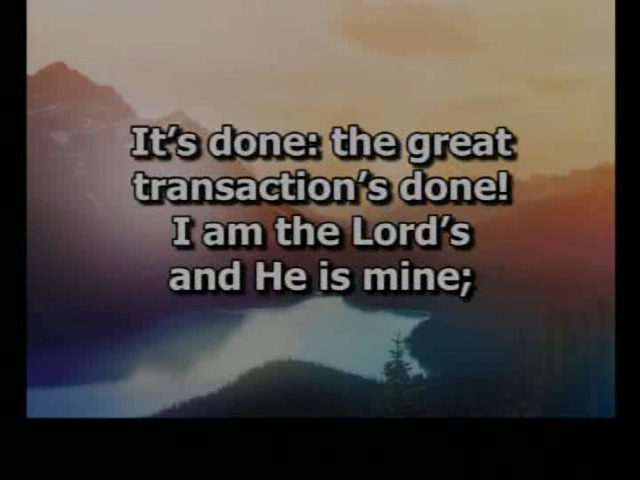 It's done: the great
transaction's done!
I am the Lord's
and He is mine;